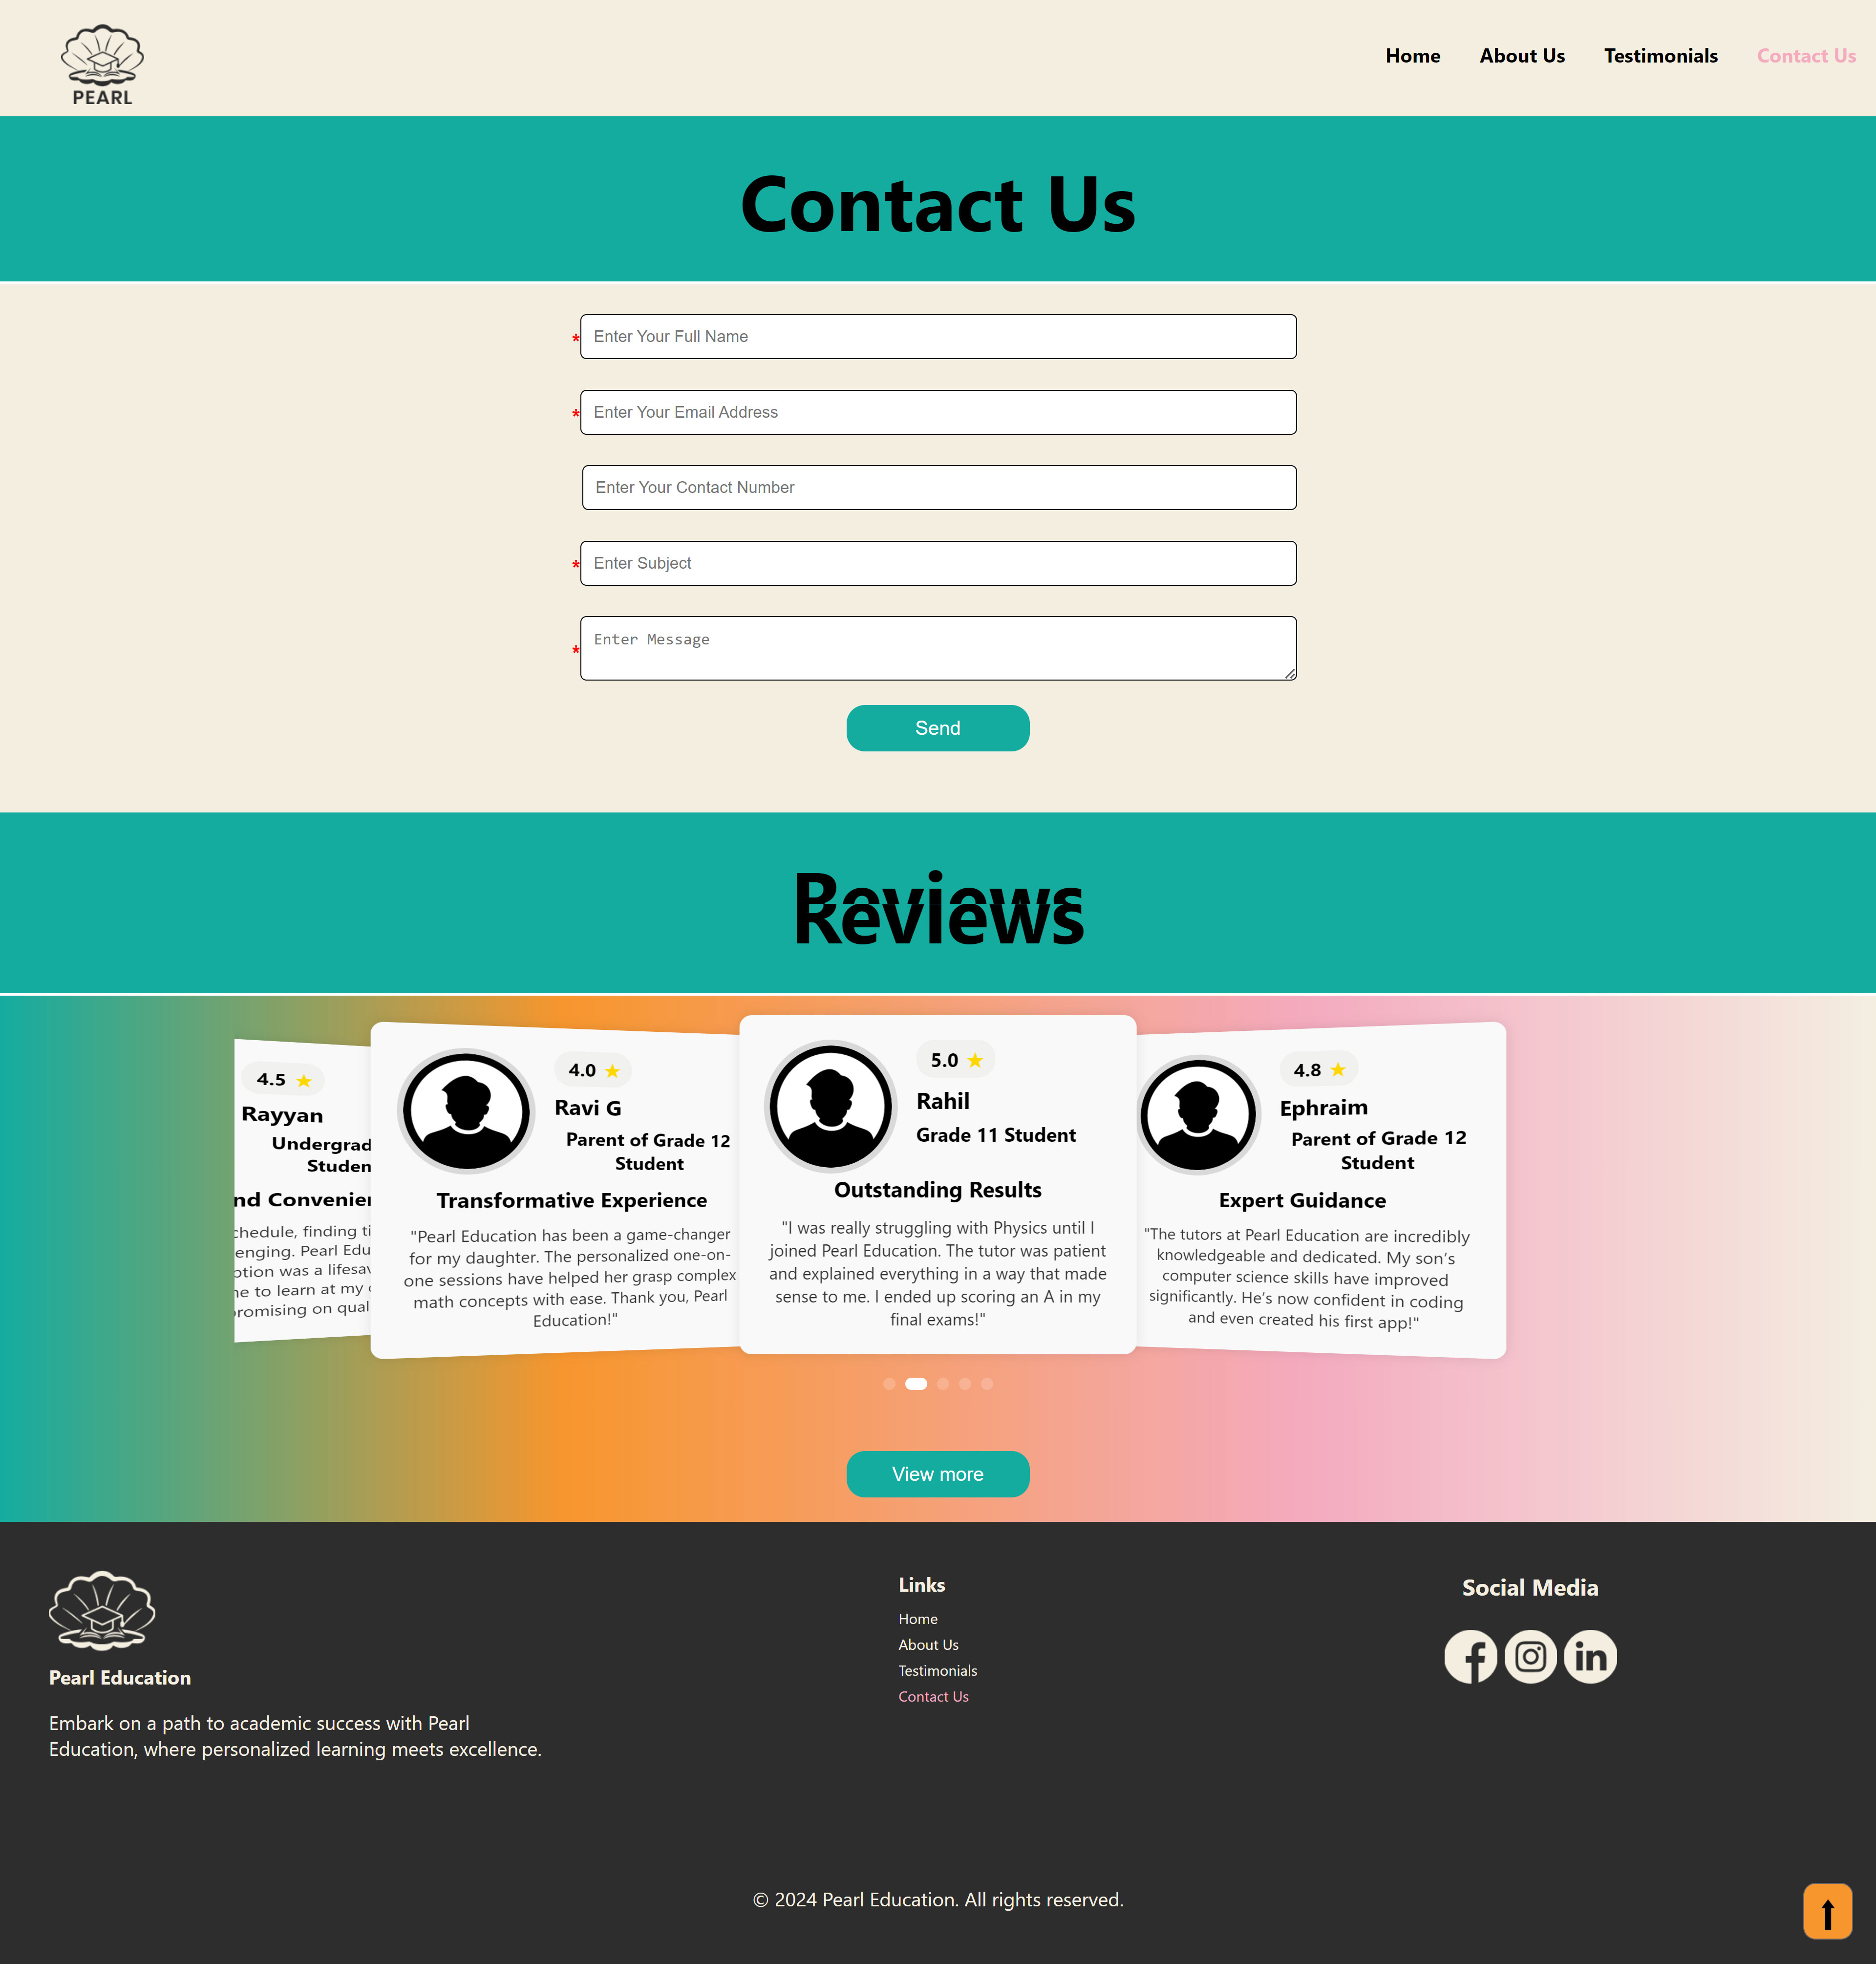 PEARL
Home
About Us
Testimonials
Contact Us
Contact Us
*
Enter Your Full Name
*
Enter Your Email Address
Enter Your Contact Number
*
Enter Subject
*
Enter Message
Send
Reviews
4.5
Rayyan
Undergrad
Studen
nd Convenie
chedule, finding ti
enging. Pearl Edu
ption was a lifesa
ne to learn at my
promising on qual
4.0
Ravi G
Parent of Grade 12
Student
Transformative Experience
"Pearl Education has been a game-changer
for my daughter. The personalized one-on-
one sessions have helped her grasp complex
math concepts with ease. Thank you, Pearl
Education!"
5.0
Rahil
Grade 11 Student
Outstanding Results
"I was really struggling with Physics until I
joined Pearl Education. The tutor was patient
and explained everything in a way that made
sense to me. I ended up scoring an A in my
final exams!"
4.8
Ephraim
Parent of Grade 12
Student
Expert Guidance
"The tutors at Pearl Education are incredibly
knowledgeable and dedicated. My son's
computer science skills have improved
significantly. He's now confident in coding
and even created his first app!"
View more
Pearl Education
Embark on a path to academic success with Pearl
Education, where personalized learning meets excellence.
Links
Home
About Us
Testimonials
Contact Us
Social Media
© 2024 Pearl Education. All rights reserved.